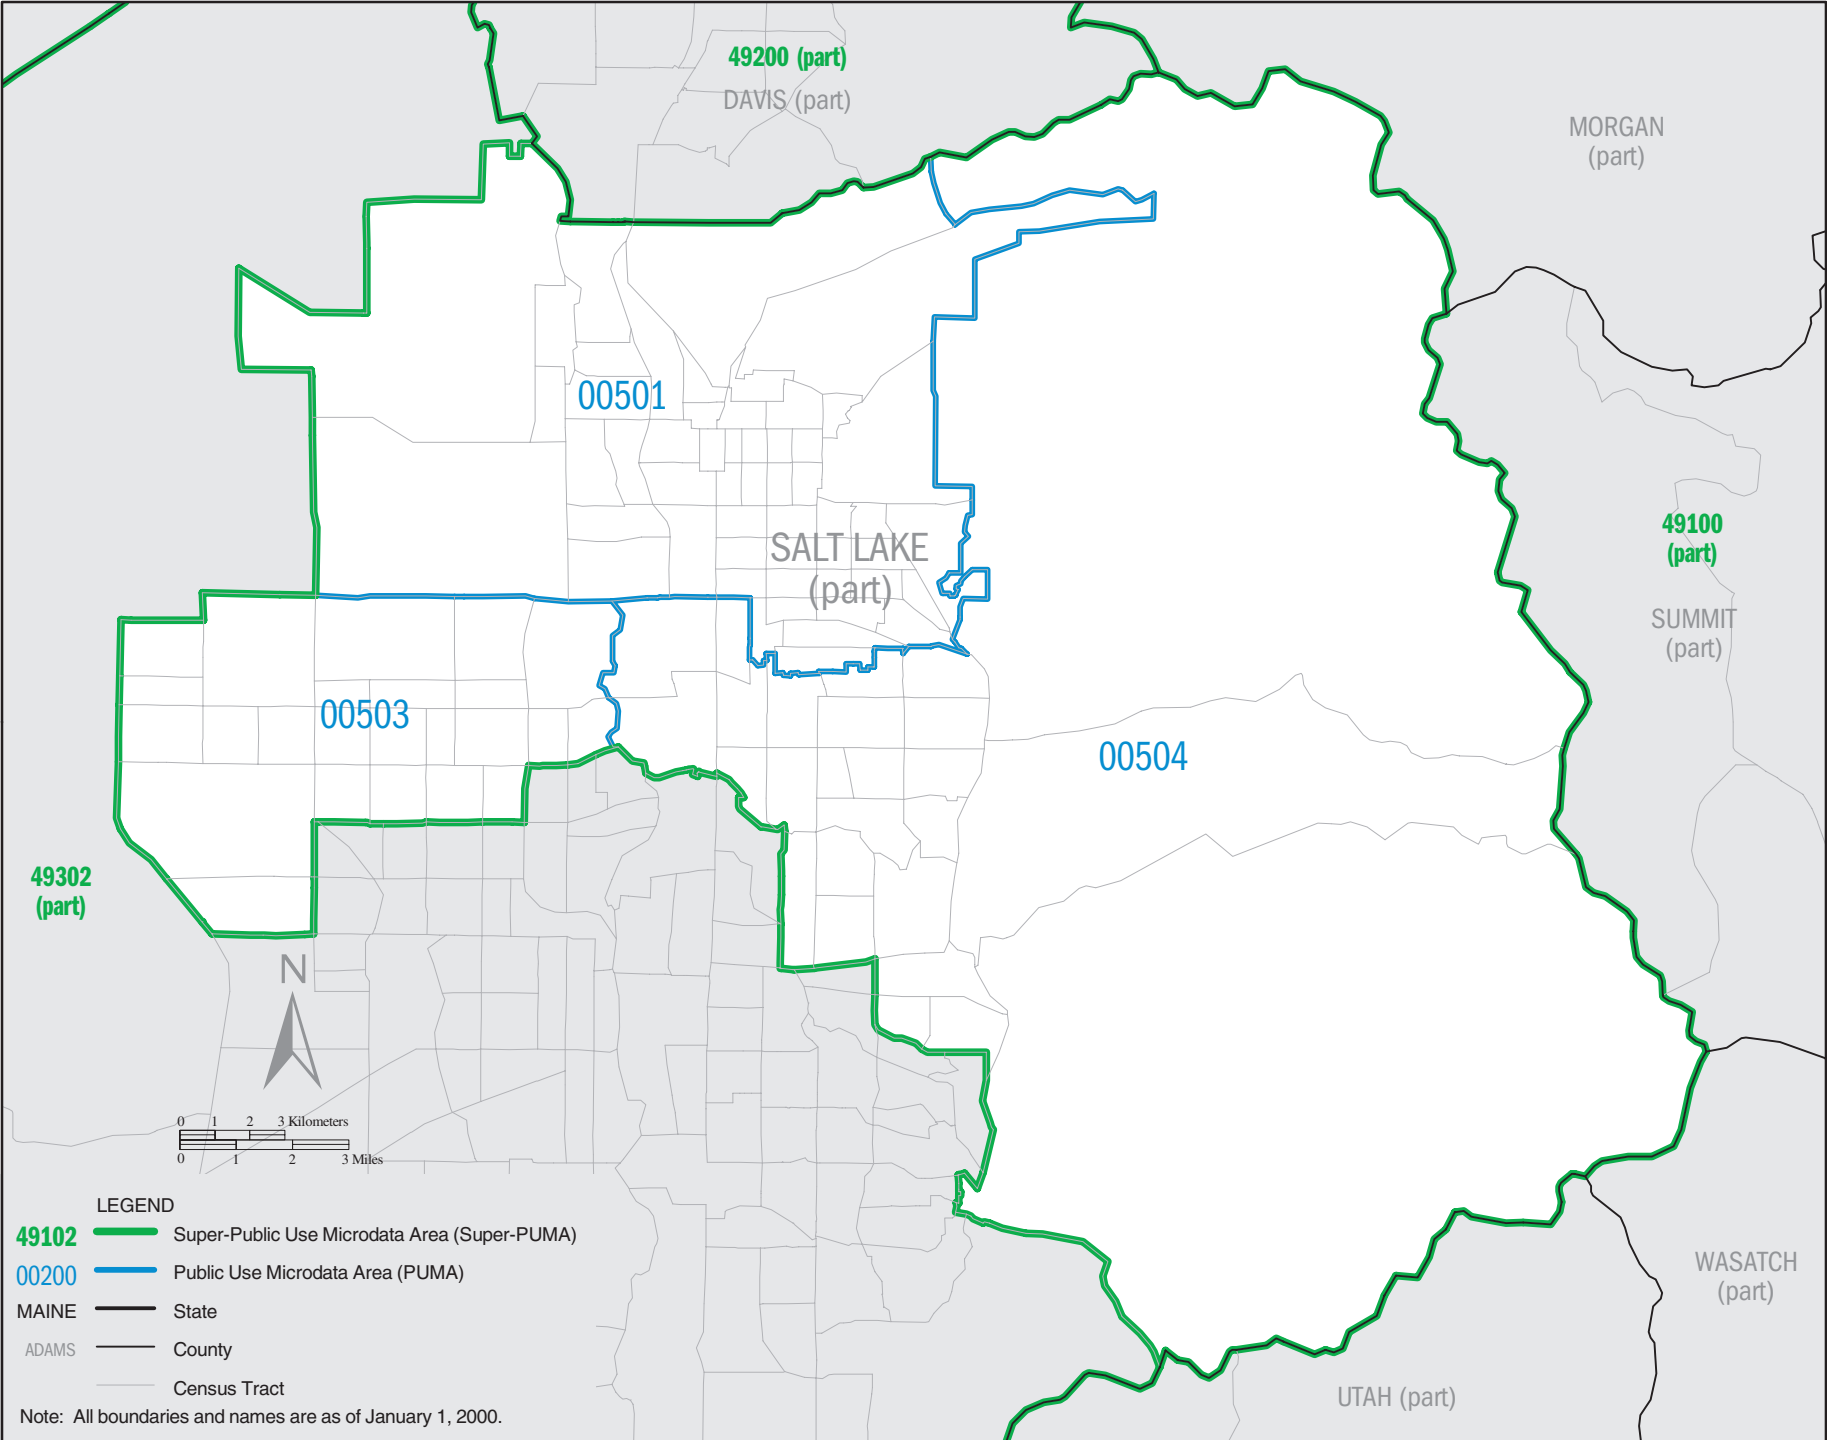 49200 (part)
DAVIS (part)
MORGAN
(part)
00501
SALT LAKE
(part)
49100
(part)
SUMMIT
(part)
00503
00504
49302
(part)
N
0 1 2 3 Kilometers
0 1 2 3 Miles
LEGEND
49102 Super-Public Use Microdata Area (Super-PUMA)
00200 Public Use Microdata Area (PUMA)
MAINE State
ADAMS County
Census Tract
Note: All boundaries and names are as of January 1, 2000.
WASATCH
(part)
UTAH (part)